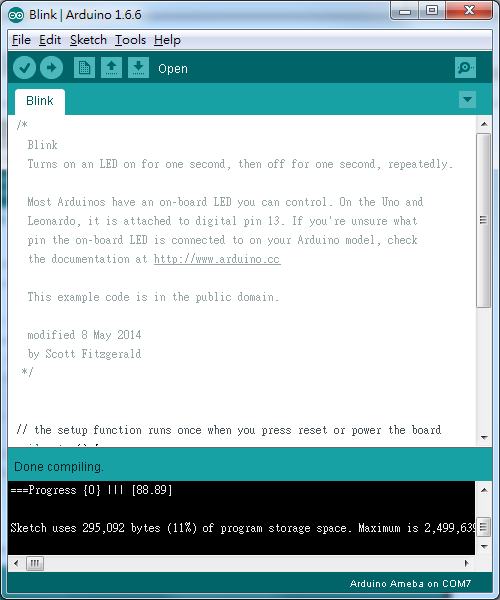 Blink | Arduino 1.6.6
File Edit Sketch Tools Help
Open
Blink
/*
Blink
Turns on an LED on for one second, then off for one second, repeatedly.
Most Arduinos have an on-board LED you can control. On the Uno and
Leonardo, it is attached to digital pin 13. If you're unsure what
pin the on-board LED is connected to on your Arduino model, check
the documentation at http://www.arduino.cc
This example code is in the public domain.
modified 8 May 2014
by Scott Fitzgerald
*/
// the setup function runs once when you press reset or power the board
Done compiling.
===Progress {O} ||| [88.89]
Sketch uses 295,092 bytes (11%) of program storage space. Maximum is 2,499,639
Arduino Ameba on COM7